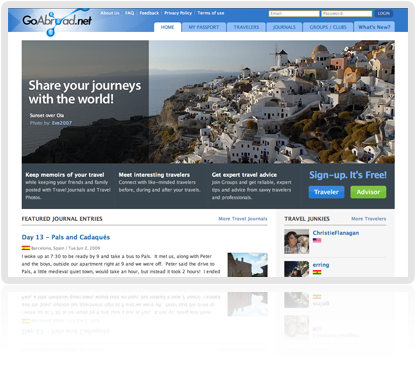 GoAbroad.net
About Us FAQ Feedback Privacy Policy Terms of use
Email Password LOGIN
HOME MY PASSPORT TRAVELERS JOURNALS GROUPS / CLUBS What's New?
Share your journeys
with the world!
Sunset over Oia
Photo by: Eve2007
Keep memories of your travel
while keeping your friends and family
posted with Travel Journals and Travel
Photos.
Meet interesting travelers
Connect with like-minded travelers
before, during and after your travels.
Get expert travel advice
Join Groups and get reliable, expert
tips and advice from savvy travelers
and professionals.
Sign-up. It's Free!
Traveler Advisor
FEATURED JOURNAL ENTRIES More Travel Journals
Day 13 - Pals and Cadaqués
Barcelona, Spain | Tue Jun 2, 2009
I woke up at 7:30 to be ready by 9 and take a bus to Pals. It met us, along with Peter
and the boys, outside our apartment right at 9 and we were off. Peter said the drive to
Pals, a little medieval quiet town, would take an hour, but instead it took 2 hours! I ended
TRAVEL JUNKIES More Travelers
ChristieFlanagan
erring